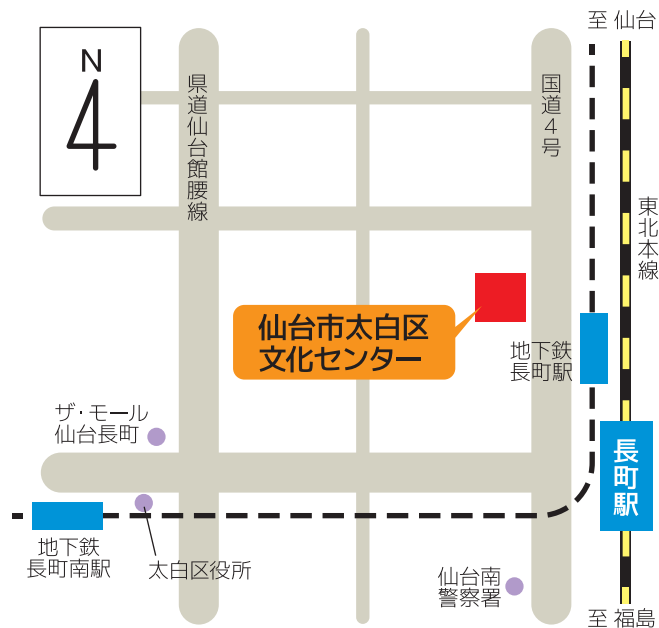 至 仙台
N
県道仙台館腰線
国道4号
東北本線
仙台市太白区
文化センター
地下鉄
長町駅
ザ・モール
仙台長町
長町駅
地下鉄
長町南駅
太白区役所
仙台南
警察署
至 福島